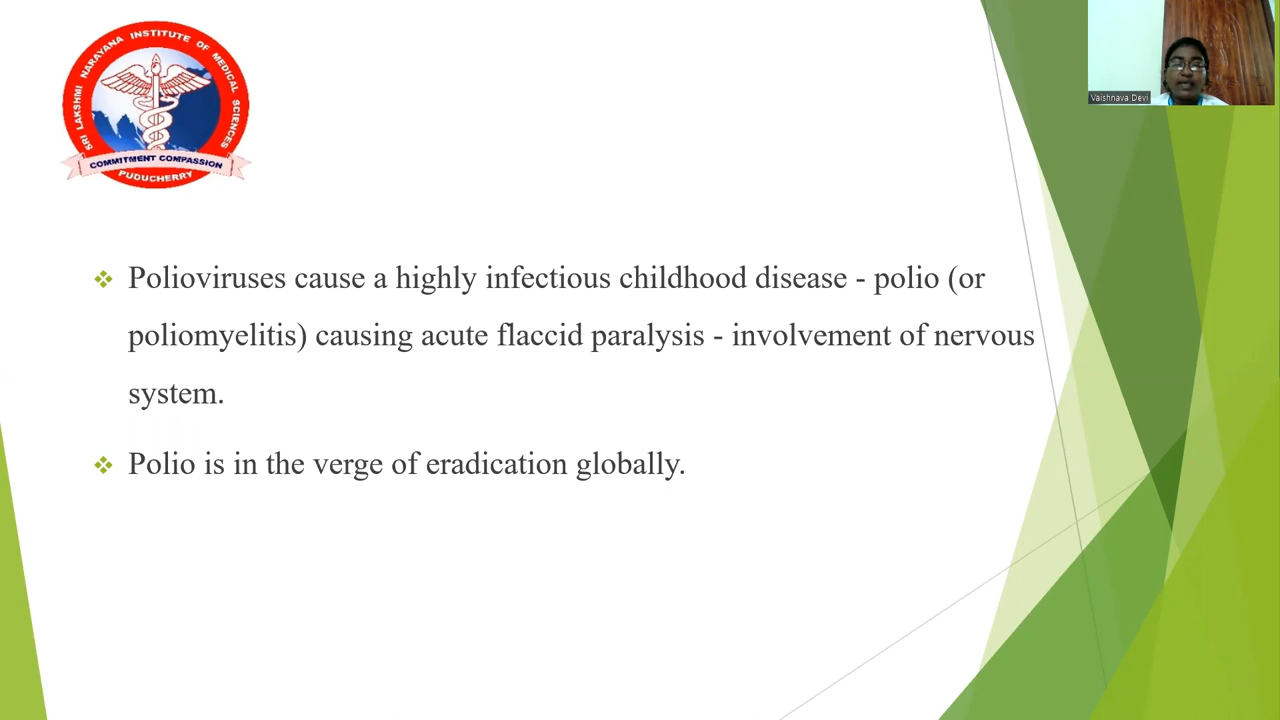 SRI LAKSHMI NARAYANA INSTITUTE OF MEDICAL SCIENCES
COMMITMENT COMPASSION
PUDUCHERRY
Vaishnava Devi
Polioviruses cause a highly infectious childhood disease - polio (or
poliomyelitis) causing acute flaccid paralysis - involvement of nervous
system.
Polio is in the verge of eradication globally.